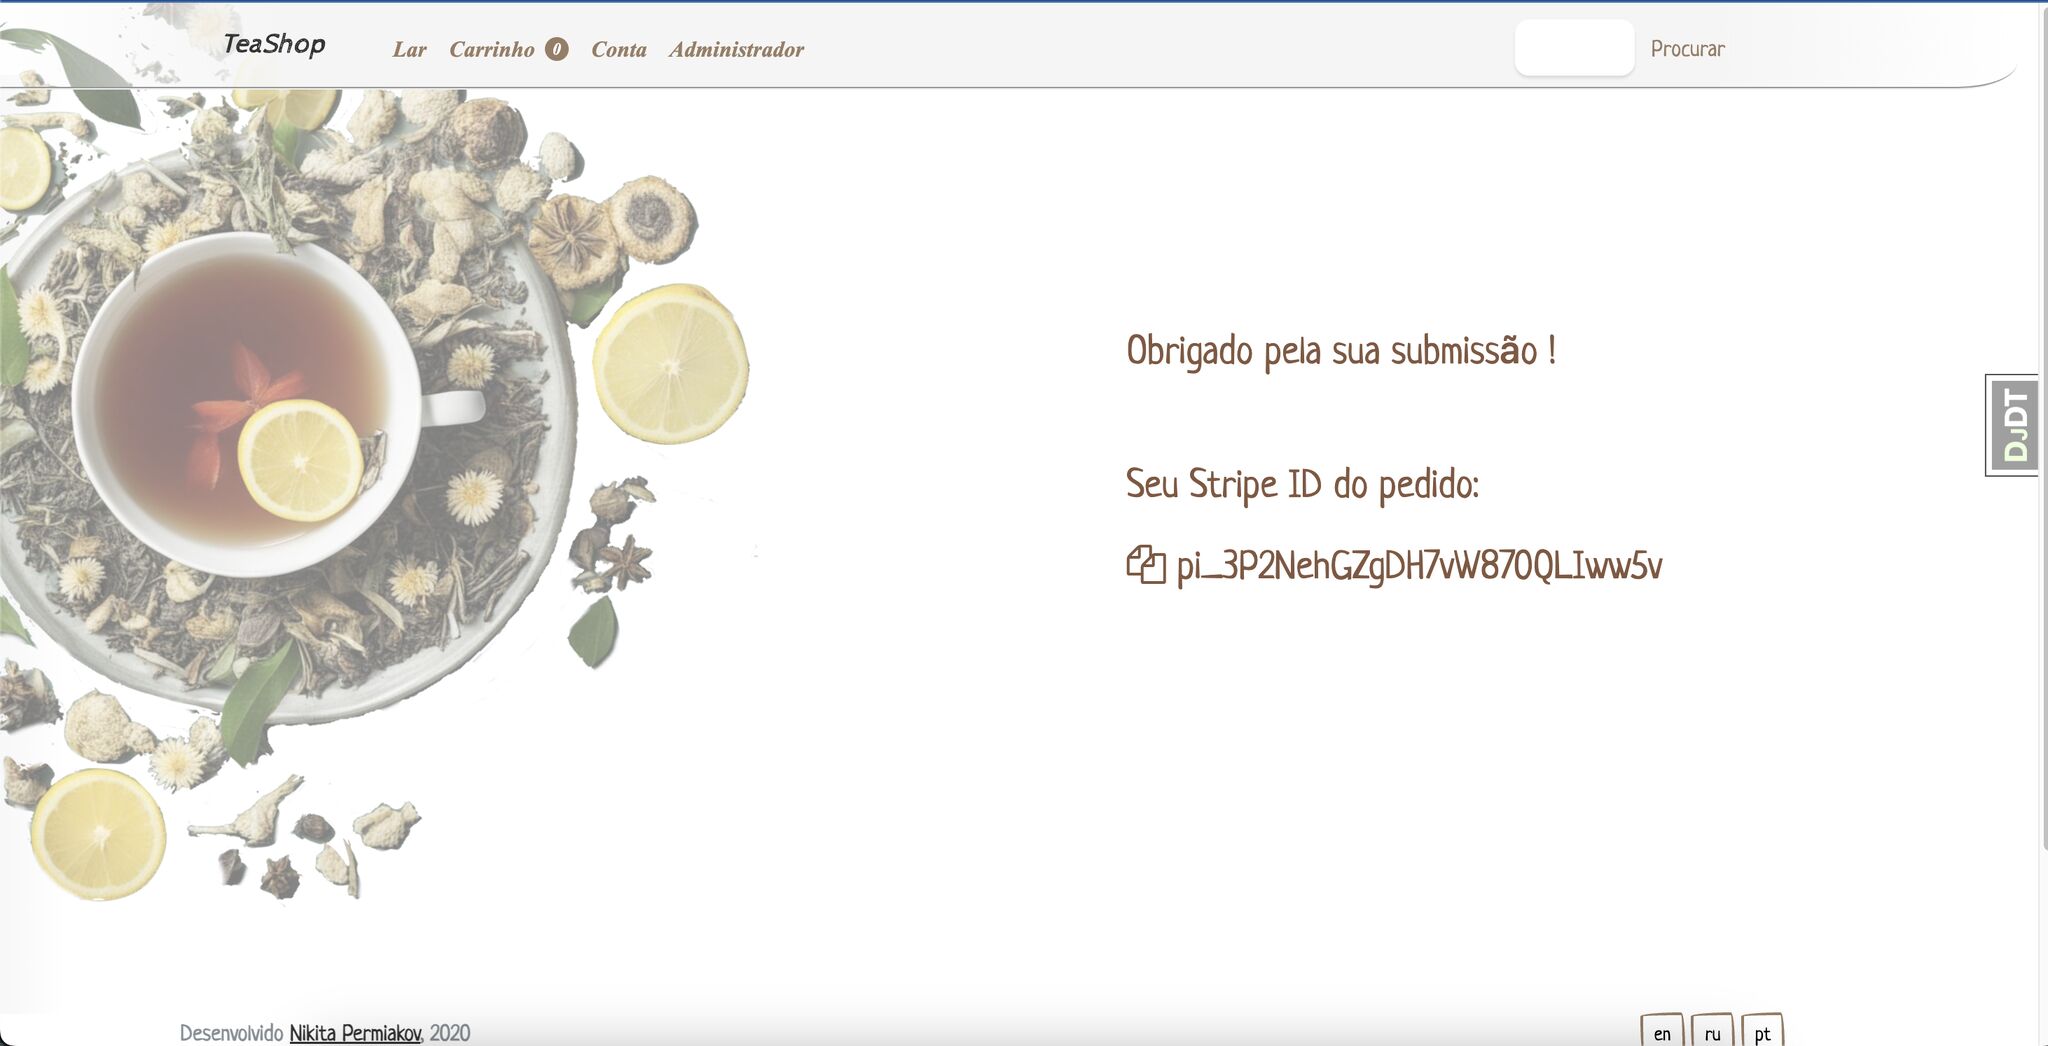 TeaShop
Lar Carrinho 0 Conta Administrador
Procurar
Obrigado pela sua submissão !
Seu Stripe ID do pedido:
pi_3P2NehGZgDH7vW870QLIww5v
DJDT
Desenvolvido Nikita Permiakov, 2020
en ru pt